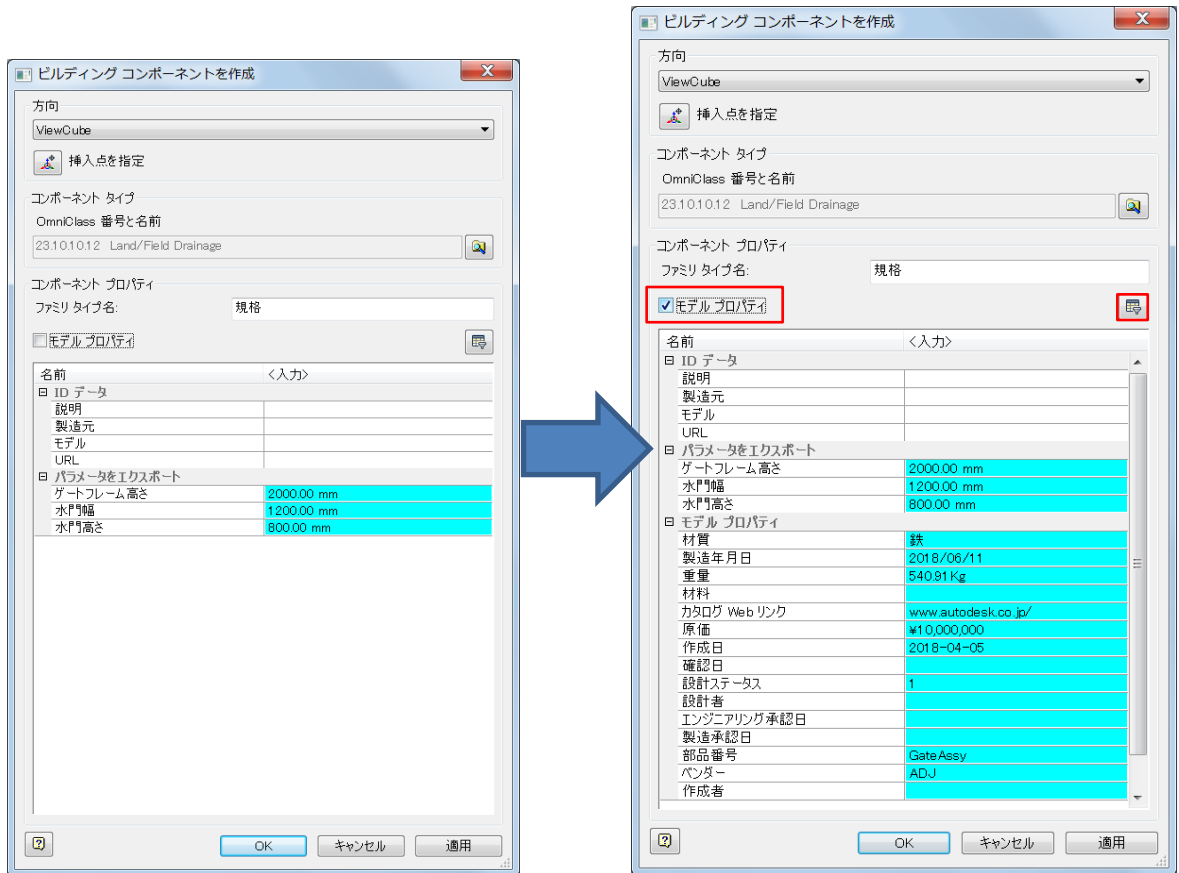 ビルディング コンポーネントを作成
方向
ViewCube
挿入点を指定
コンポーネント タイプ
OmniClass 番号と名前
23.10.10.12 Land/Field Drainage
コンポーネント プロパティ
ファミリ タイプ名:
規格
モデル プロパティ
名前 <入力>
ID データ
説明
製造元
モデル
URL
パラメータをエクスポート
ゲートフレーム高さ 2000.00 mm
水門幅 1200.00 mm
水門高さ 800.00 mm
OK キャンセル 適用
ビルディング コンポーネントを作成
方向
ViewCube
挿入点を指定
コンポーネント タイプ
OmniClass 番号と名前
23.10.10.12 Land/Field Drainage
コンポーネント プロパティ
ファミリ タイプ名:
規格
モデル プロパティ
名前 <入力>
ID データ
説明
製造元
モデル
URL
パラメータをエクスポート
ゲートフレーム高さ 2000.00 mm
水門幅 1200.00 mm
水門高さ 800.00 mm
モデル プロパティ
材質 鉄
製造年月日 2018/06/11
重量 540.91 Kg
材料
カタログ Web リンク www.autodesk.co.jp/
原価 ¥10,000,000
作成日 2018-04-05
確認日
設計ステータス 1
設計者
エンジニアリング承認日
製造承認日
部品番号 GateAssy
ベンダー ADJ
作成者
OK キャンセル 適用